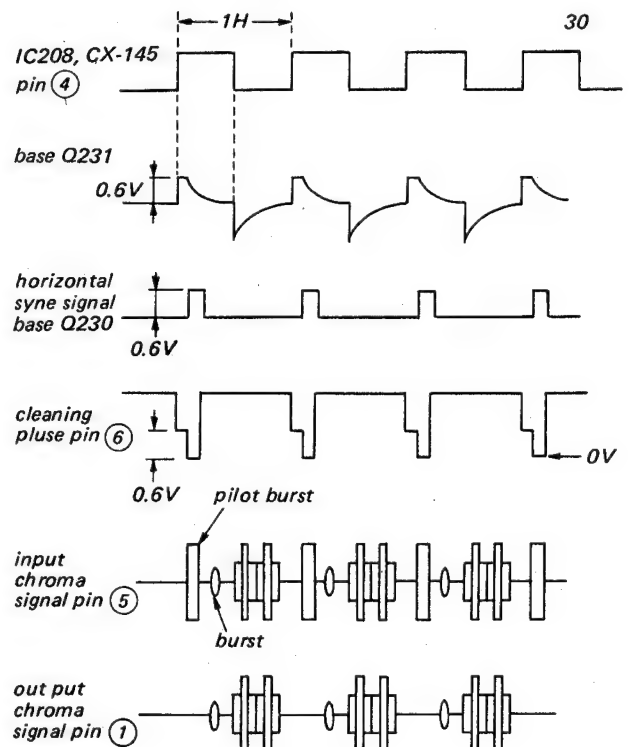 1H
30
IC208, CX-145
pin ④
base Q231
0.6V
horizontal
syne signal
base Q230
0.6V
cleaning
pluse pin ⑥
0.6V
0V
pilot burst
input
chroma
signal pin ⑤
burst
out put
chroma
signal pin ①